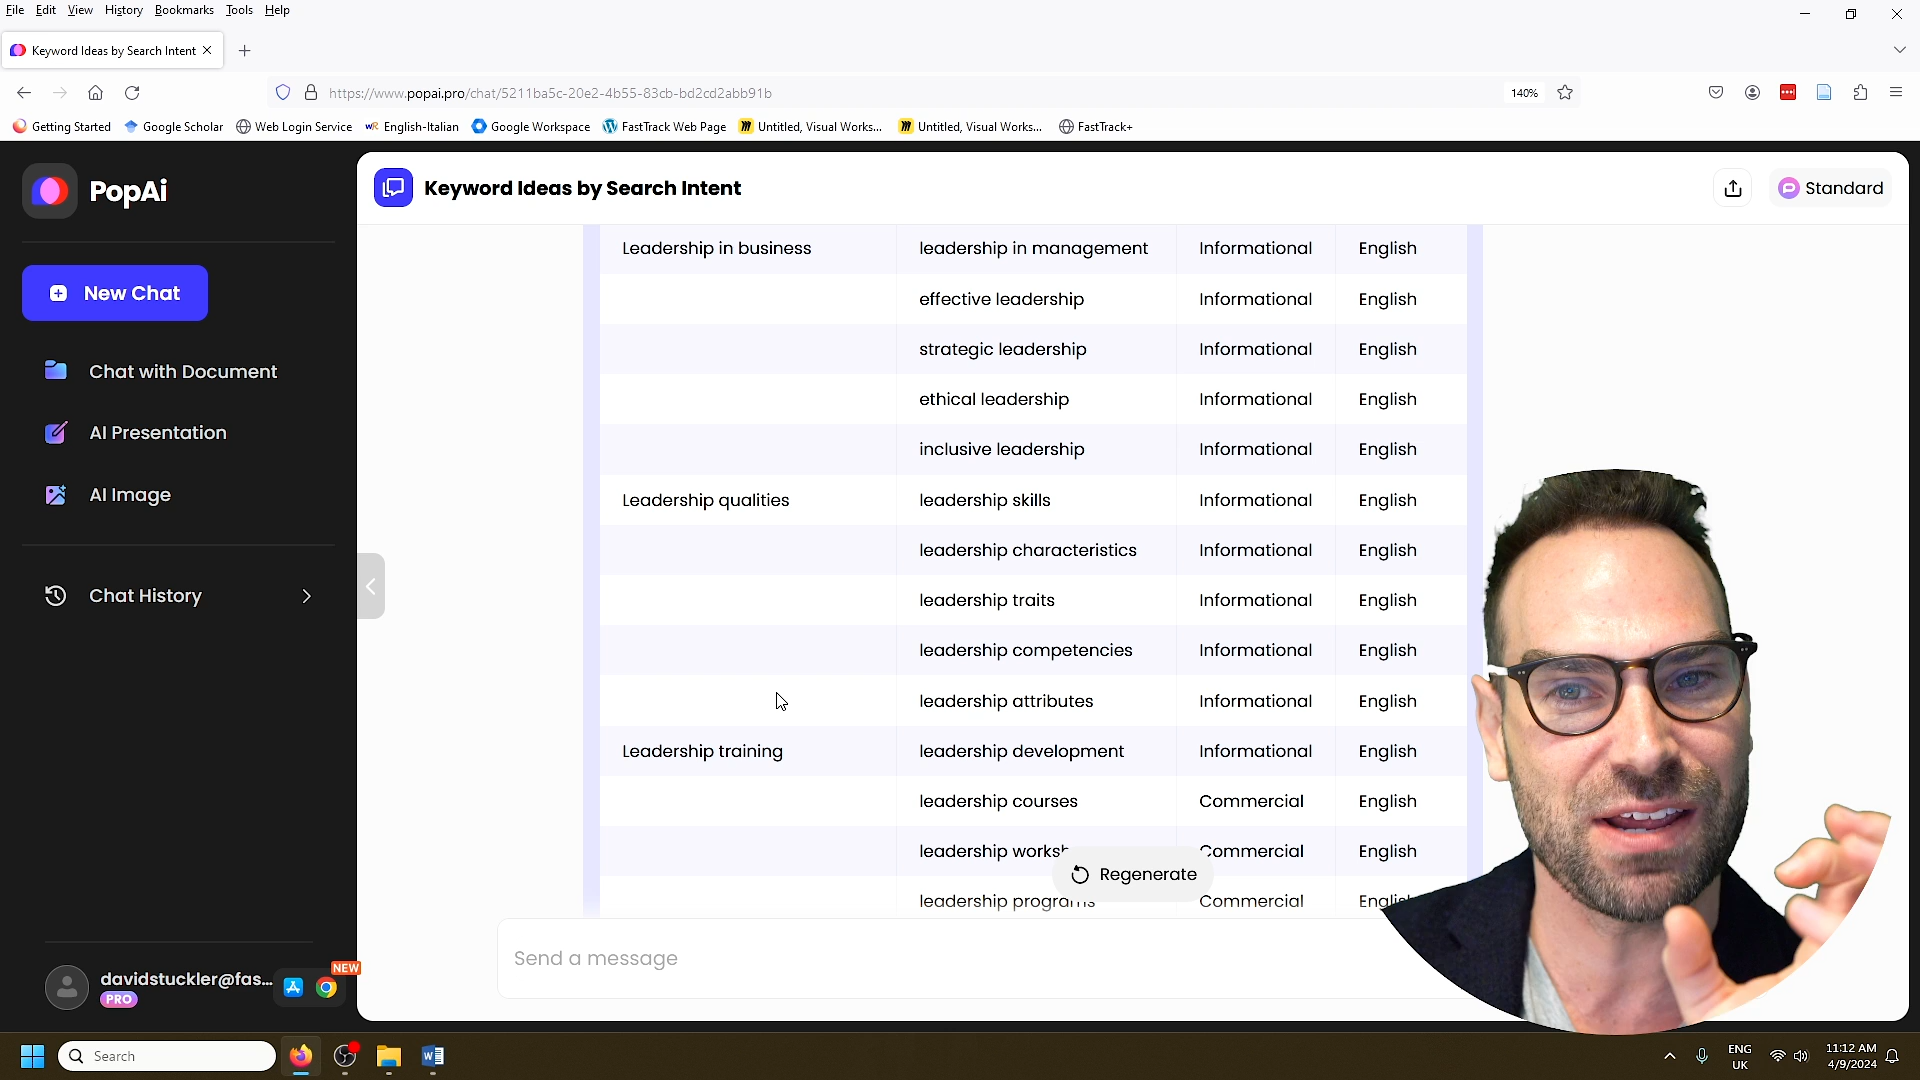 File Edit View History Bookmarks Tools Help
Keyword Ideas by Search Intent
https://www.popai.pro/chat/5211ba5c-20e2-4b55-83cb-bd2cd2abb91b
140%
Getting Started Google Scholar Web Login Service English-Italian Google Workspace FastTrack Web Page Untitled, Visual Works... Untitled, Visual Works... FastTrack+
PopAi
Keyword Ideas by Search Intent
Standard
New Chat
Chat with Document
AI Presentation
AI Image
Chat History
Leadership in business leadership in management Informational English
effective leadership Informational English
strategic leadership Informational English
ethical leadership Informational English
inclusive leadership Informational English
Leadership qualities leadership skills Informational English
leadership characteristics Informational English
leadership traits Informational English
leadership competencies Informational English
leadership attributes Informational English
Leadership training leadership development Informational English
leadership courses Commercial English
leadership Commercial English
Regenerate
leadership programs Commercial
Send a message
davidstuckler@fas...
PRO
NEW
Search
ENG
UK
11:12 AM
4/9/2024